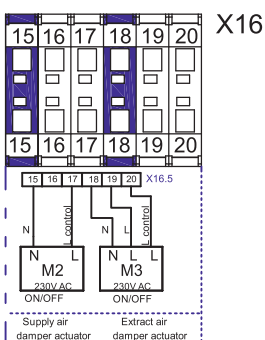 X16
15 16 17 18 19 20
15 16 17 18 19 20
15 16 17 18 19 20 X16.5
N L control N L L control
N L N L L
M2 M3
230V AC 230V AC
ON/OFF ON/OFF
Supply air Extract air
damper actuator damper actuator